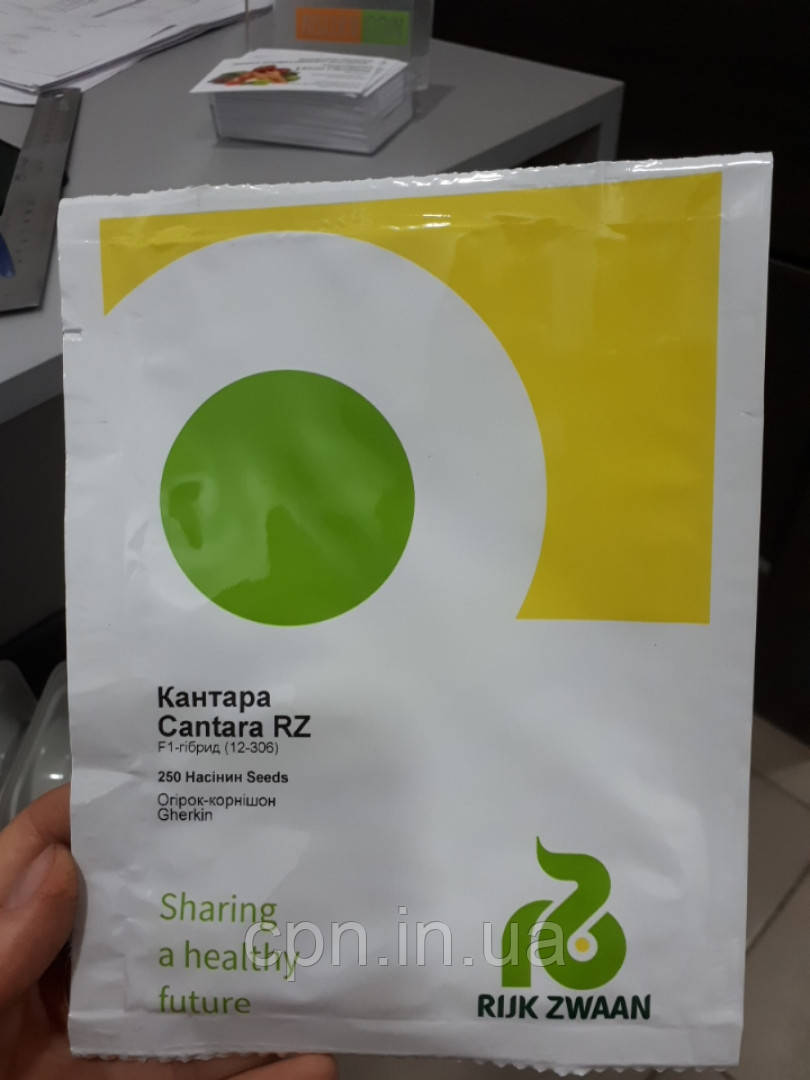 Кантара
Cantara RZ
F1-гібрид (12-306)
250 Насінин Seeds
Огірок-корнішон
Gherkin
Sharing
a healthy
future
cpn.in.ua
RIJK ZWAAN